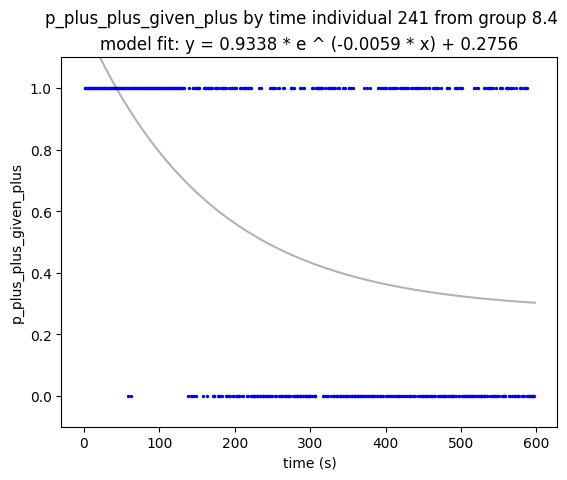 p_plus_plus_given_plus by time individual 241 from group 8.4
model fit: y = 0.9338 * e ^ (-0.0059 * x) + 0.2756
p_plus_plus_given_plus
1.0
0.8
0.6
0.4
0.2
0.0
0 100 200 300 400 500 600
time (s)